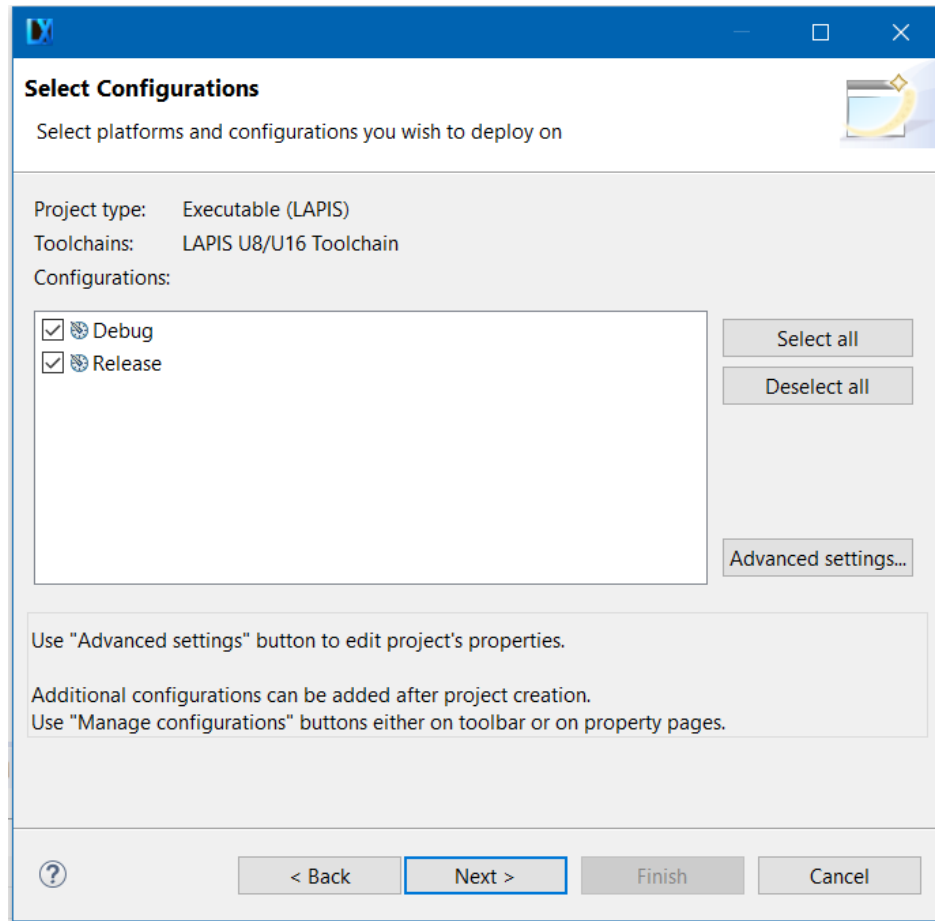 Select Configurations
Select platforms and configurations you wish to deploy on
Project type: Executable (LAPIS)
Toolchains: LAPIS U8/U16 Toolchain
Configurations:
Debug
Release
Select all
Deselect all
Advanced settings...
Use "Advanced settings" button to edit project's properties.
Additional configurations can be added after project creation.
Use "Manage configurations" buttons either on toolbar or on property pages.
?
< Back
Next >
Finish
Cancel